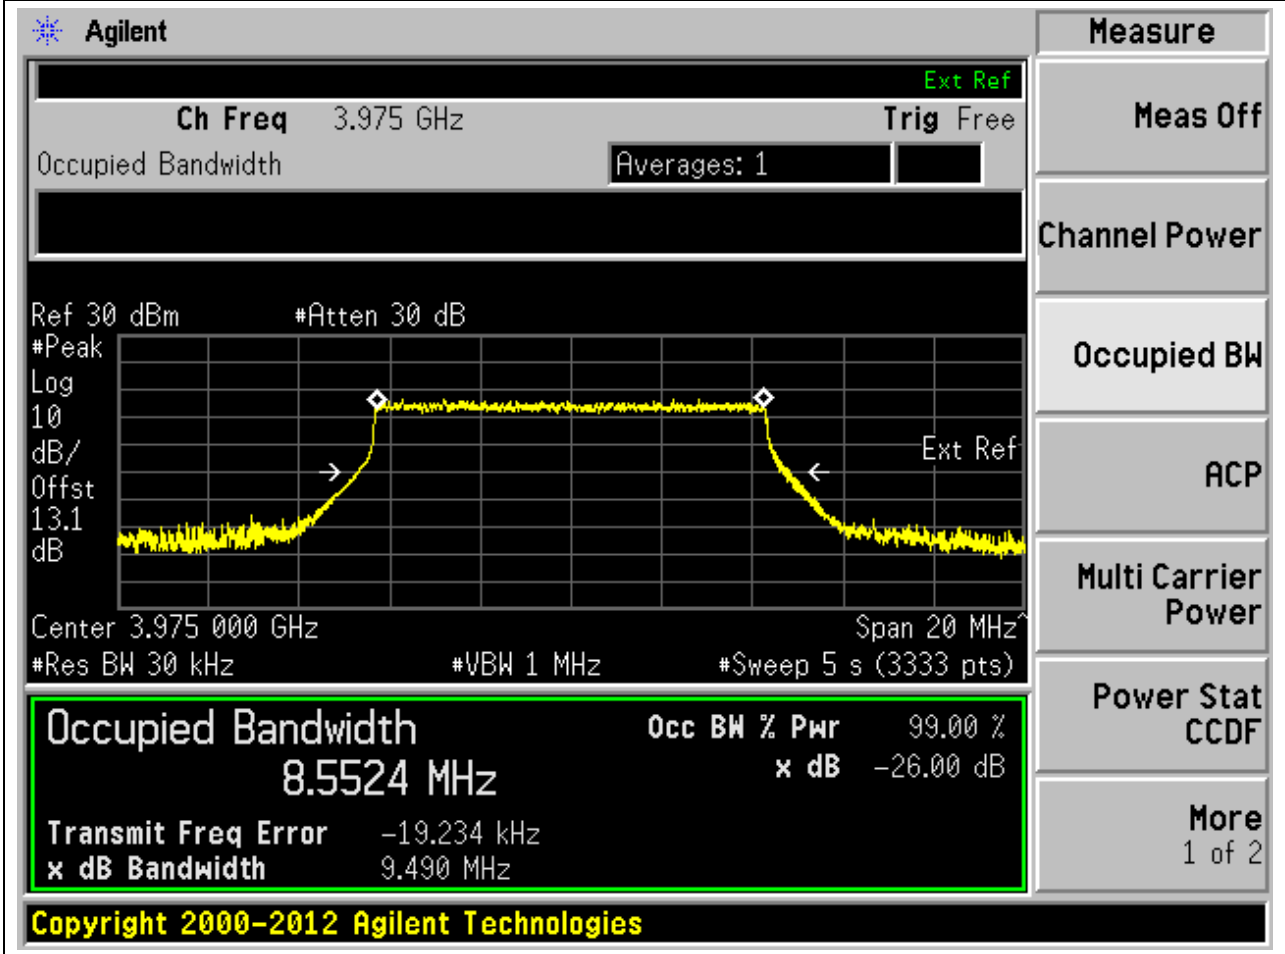 Agilent
Measure
Ext Ref
Ch Freq 3.975 GHz Trig Free
Occupied Bandwidth Averages: 1
Ref 30 dBm #Atten 30 dB
#Peak
Log
10
dB/
Offst
13.1
dB
Ext Ref
Center 3.975 000 GHz Span 20 MHz^
#Res BW 30 kHz #VBW 1 MHz #Sweep 5 s (3333 pts)
Occupied Bandwidth Occ BW % Pwr 99.00 %
8.5524 MHz x dB -26.00 dB
Transmit Freq Error -19.234 kHz
x dB Bandwidth 9.490 MHz
Meas Off
Channel Power
Occupied BW
ACP
Multi Carrier
Power
Power Stat
CCDF
More
1 of 2
Copyright 2000-2012 Agilent Technologies